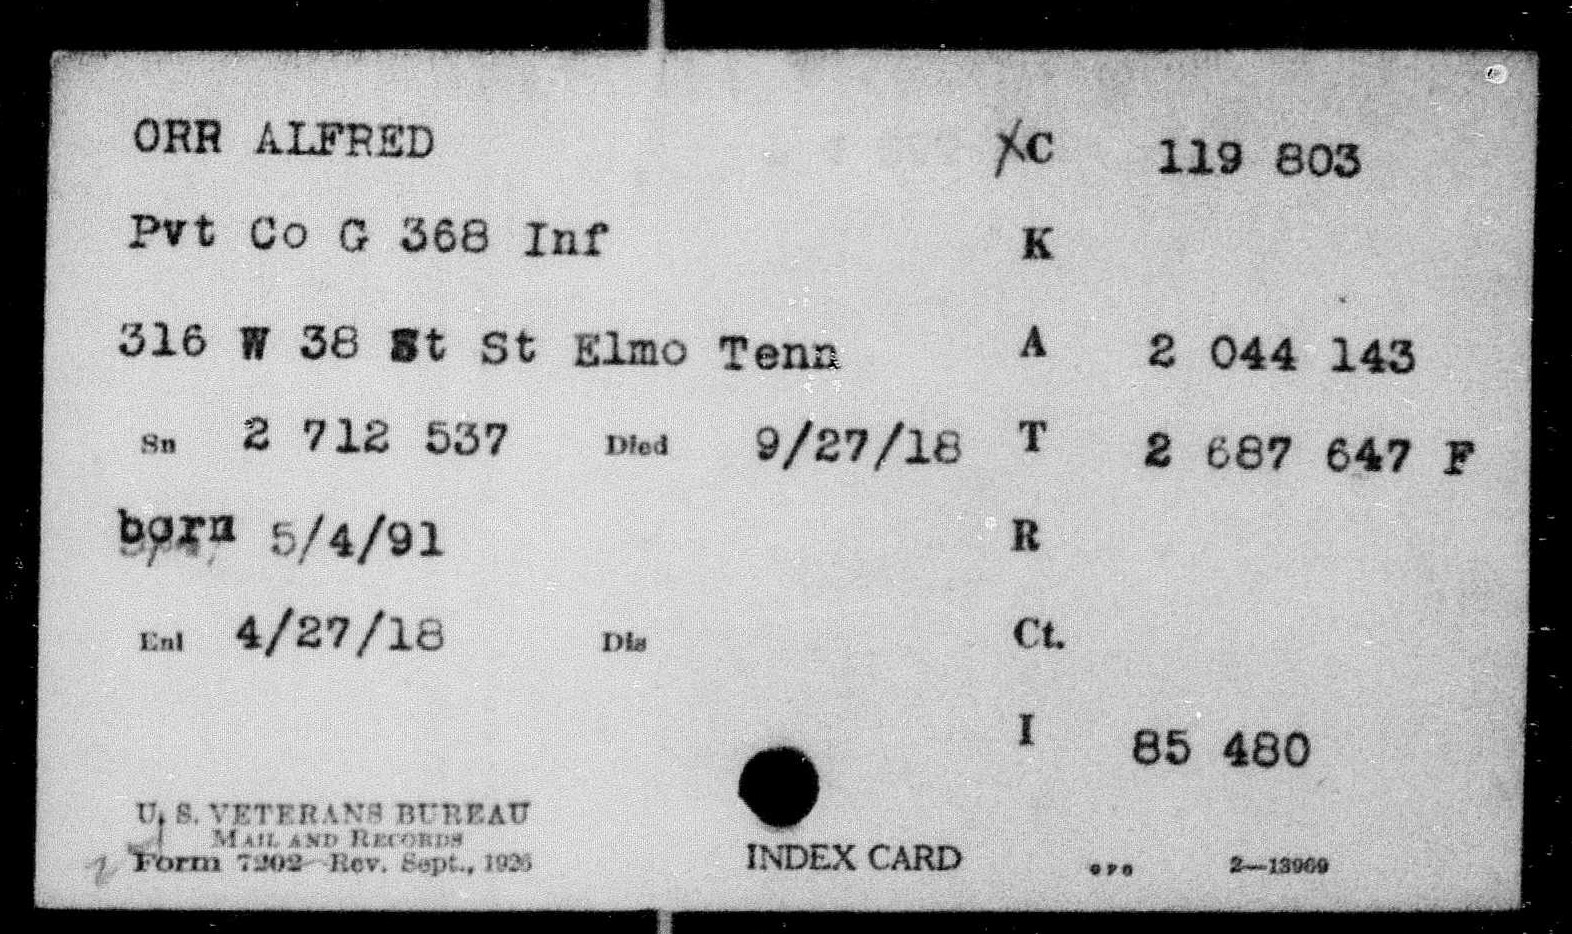 ORR ALFRED XC 119 803
Pvt Co G 368 Inf K
316 W 38 St St Elmo Tenn A 2 044 143
Sn 2 712 537 Died 9/27/18 T 2 687 647 F
born 5/4/91 R
Enl 4/27/18 Dis Ct.
I 85 480
U. S. VETERANS BUREAU
MAIL AND RECORDS
Form 7202—Rev. Sept., 1926 INDEX CARD GPO 2—13969